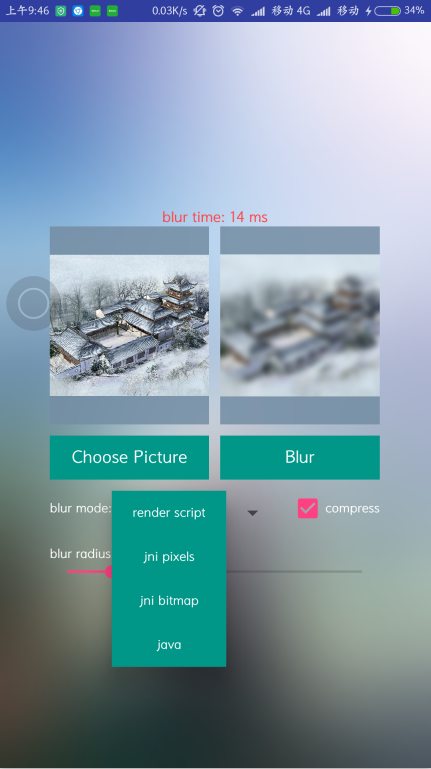 上午9:46 0.03K/s 移动 4G 移动 34%
blur time: 14 ms
Choose Picture Blur
blur mode: render script compress
jni pixels
blur radius
jni bitmap
java